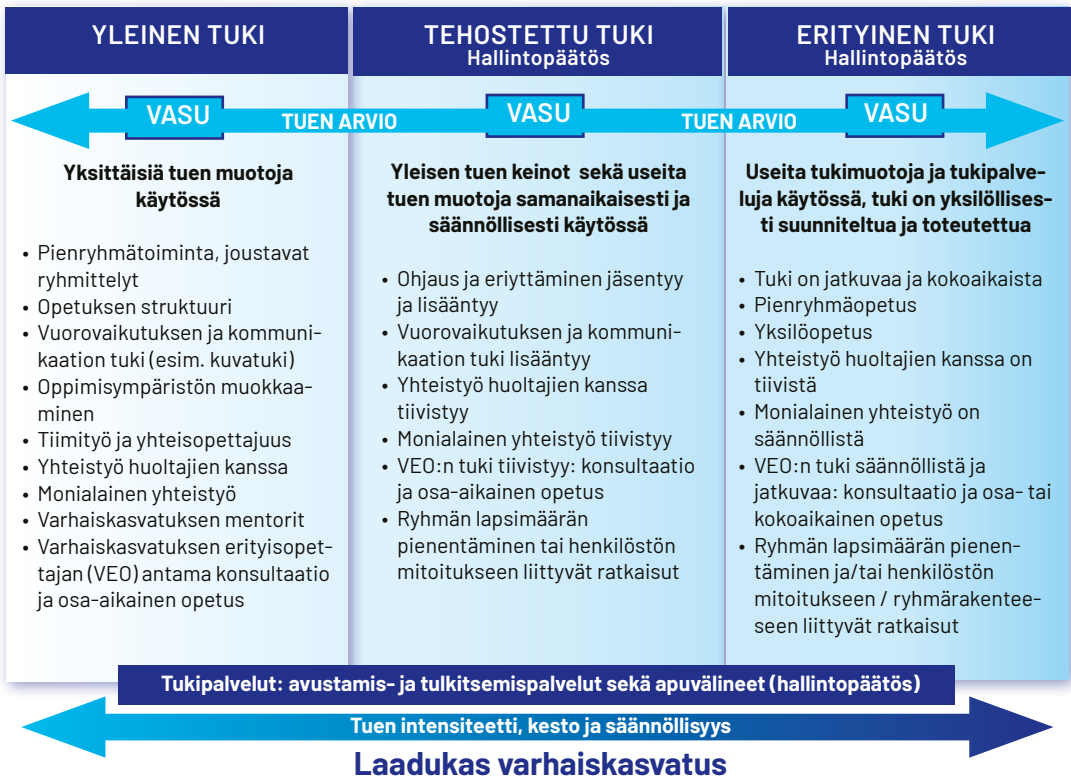 YLEINEN TUKI
TEHOSTETTU TUKI
Hallintopäätös
ERITYINEN TUKI
Hallintopäätös
VASU
TUEN ARVIO
VASU
TUEN ARVIO
VASU
Yksittäisiä tuen muotoja
käytössä
• Pienryhmätoiminta, joustavat
ryhmittelyt
• Opetuksen struktuuri
• Vuorovaikutuksen ja kommuni-
kaation tuki (esim. kuvatuki)
• Oppimisympäristön muokkaa-
minen
• Tiimityö ja yhteisopettajuus
• Yhteistyö huoltajien kanssa
• Monialainen yhteistyö
• Varhaiskasvatuksen mentorit
• Varhaiskasvatuksen erityisopet-
tajan (VEO) antama konsultaatio
ja osa-aikainen opetus
Yleisen tuen keinot sekä useita
tuen muotoja samanaikaisesti ja
säännöllisesti käytössä
• Ohjaus ja eriyttäminen jäsentyy
ja lisääntyy
• Vuorovaikutuksen ja kommuni-
kaation tuki lisääntyy
• Yhteistyö huoltajien kanssa
tiivistyy
• Monialainen yhteistyö tiivistyy
• VEO:n tuki tiivistyy: konsultaatio
ja osa-aikainen opetus
• Ryhmän lapsimäärän
pienentäminen tai henkilöstön
mitoitukseen liittyvät ratkaisut
Useita tukimuotoja ja tukipalve-
luja käytössä, tuki on yksilöllises-
ti suunniteltua ja toteutettua
• Tuki on jatkuvaa ja kokoaikaista
• Pienryhmäopetus
• Yksilöopetus
• Yhteistyö huoltajien kanssa on
tiivistä
• Monialainen yhteistyö on
säännöllistä
• VEO:n tuki säännöllistä ja
jatkuvaa: konsultaatio ja osa- tai
kokoaikainen opetus
• Ryhmän lapsimäärän pienen-
täminen ja/tai henkilöstön
mitoitukseen / ryhmärakentee-
seen liittyvät ratkaisut
Tukipalvelut: avustamis- ja tulkitsemispalvelut sekä apuvälineet (hallintopäätös)
Tuen intensiteetti, kesto ja säännöllisyys
Laadukas varhaiskasvatus